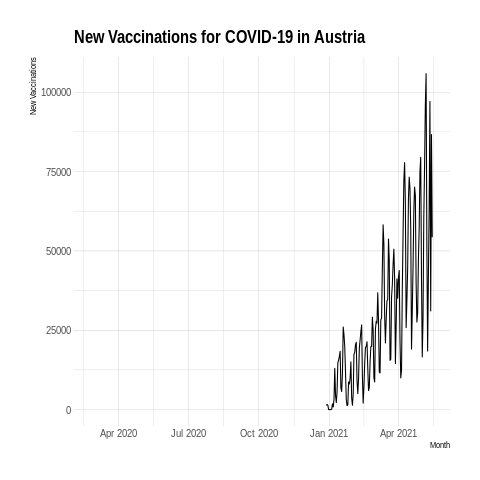 New Vaccinations for COVID-19 in Austria
New Vaccinations
100000
75000
50000
25000
0
Apr 2020 Jul 2020 Oct 2020 Jan 2021 Apr 2021
Month